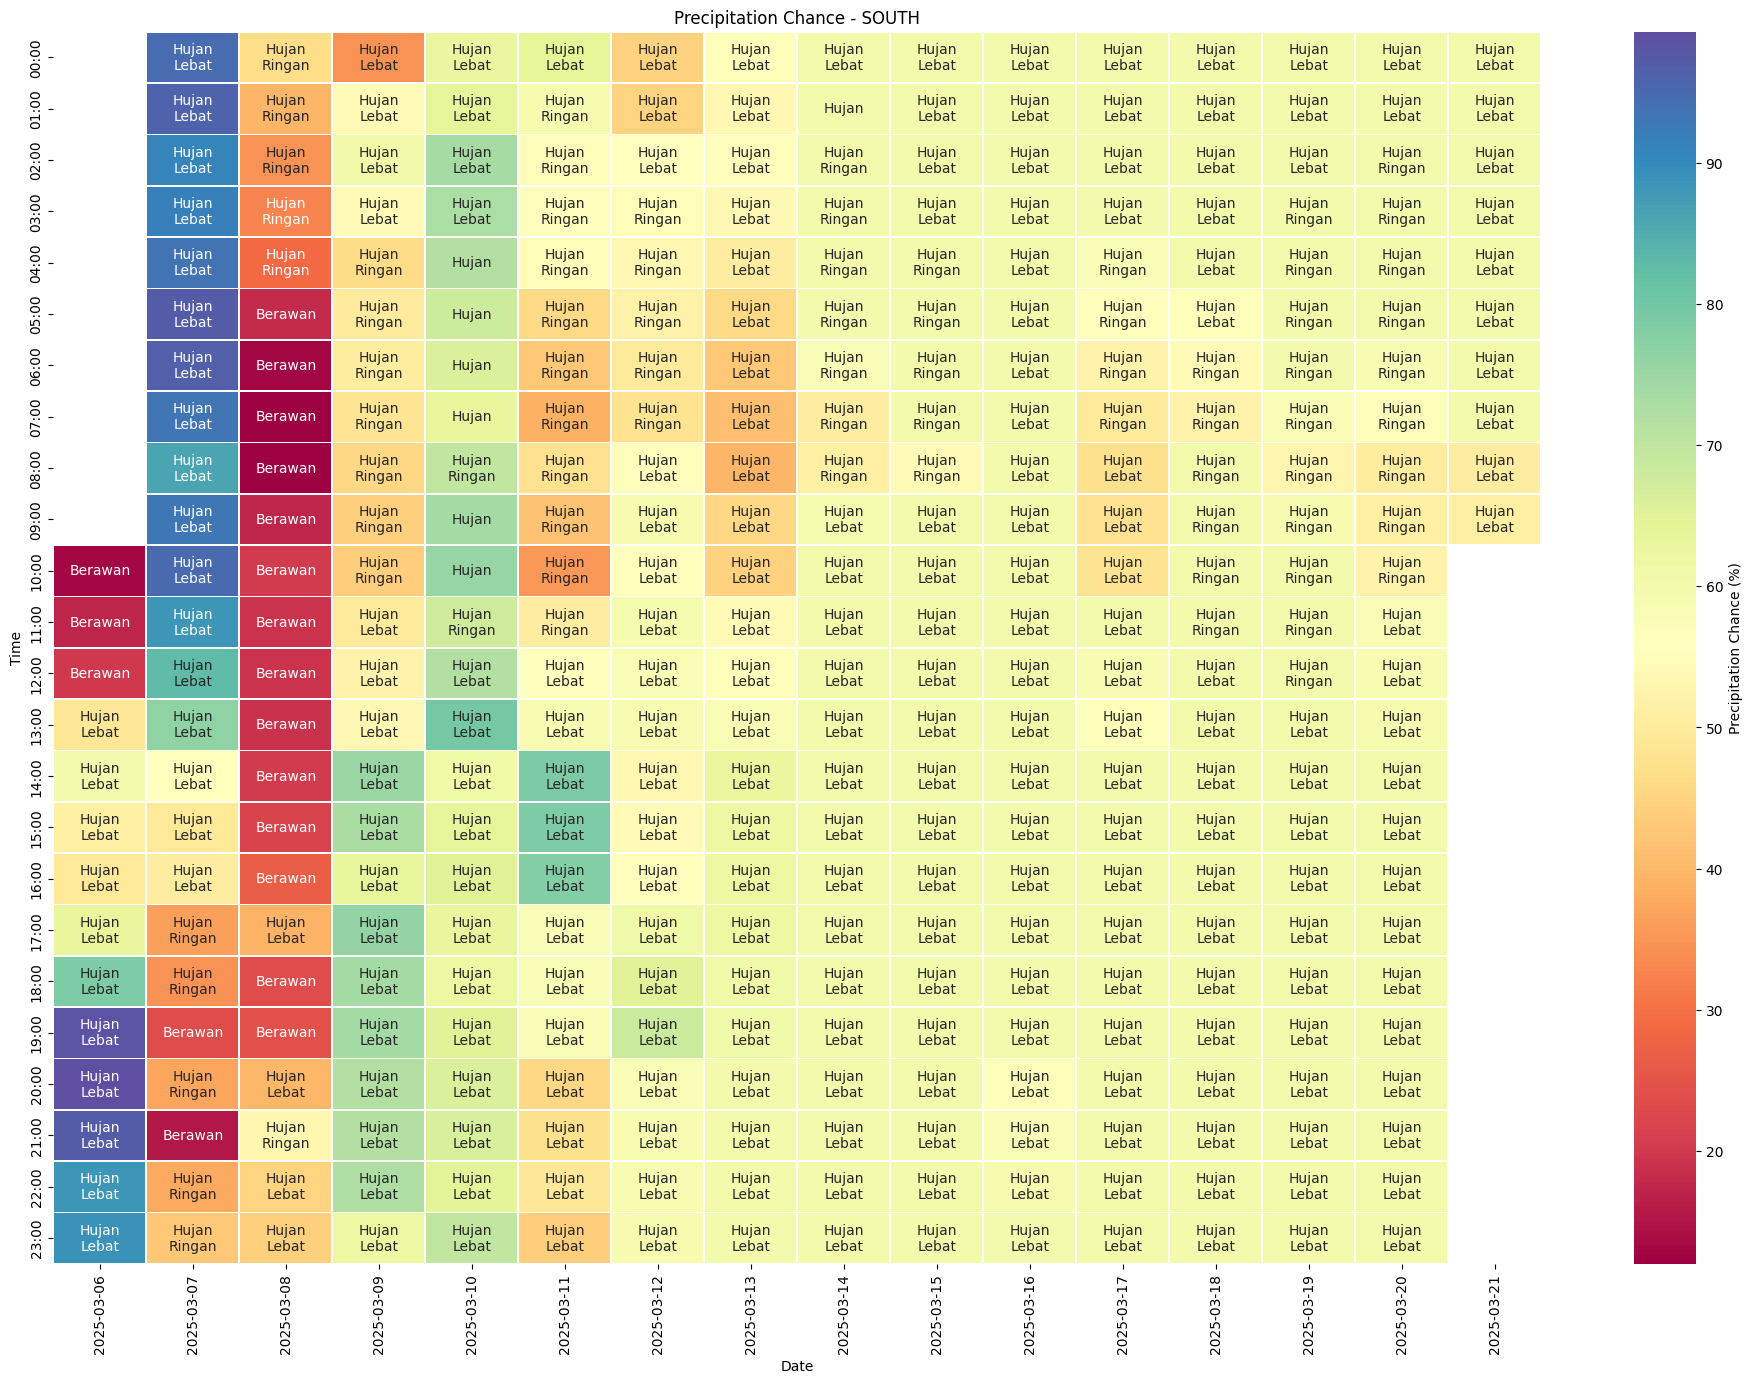 Precipitation Chance - SOUTH
00:00 Hujan Lebat Hujan Ringan Hujan Lebat Hujan Lebat Hujan Lebat Hujan Lebat Hujan Lebat Hujan Lebat Hujan Lebat Hujan Lebat Hujan Lebat Hujan Lebat Hujan Lebat Hujan Lebat Hujan Lebat
01:00 Hujan Lebat Hujan Ringan Hujan Lebat Hujan Lebat Hujan Ringan Hujan Lebat Hujan Lebat Hujan Hujan Lebat Hujan Lebat Hujan Lebat Hujan Lebat Hujan Lebat Hujan Lebat Hujan Lebat
02:00 Hujan Lebat Hujan Ringan Hujan Lebat Hujan Lebat Hujan Ringan Hujan Lebat Hujan Lebat Hujan Ringan Hujan Lebat Hujan Lebat Hujan Lebat Hujan Lebat Hujan Lebat Hujan Ringan Hujan Lebat
03:00 Hujan Lebat Hujan Ringan Hujan Lebat Hujan Lebat Hujan Ringan Hujan Ringan Hujan Lebat Hujan Ringan Hujan Lebat Hujan Lebat Hujan Lebat Hujan Lebat Hujan Ringan Hujan Ringan Hujan Lebat
04:00 Hujan Lebat Hujan Ringan Hujan Ringan Hujan Hujan Ringan Hujan Ringan Hujan Lebat Hujan Ringan Hujan Ringan Hujan Lebat Hujan Ringan Hujan Lebat Hujan Ringan Hujan Ringan Hujan Lebat
05:00 Hujan Lebat Berawan Hujan Ringan Hujan Hujan Ringan Hujan Ringan Hujan Lebat Hujan Ringan Hujan Ringan Hujan Lebat Hujan Ringan Hujan Lebat Hujan Ringan Hujan Ringan Hujan Lebat
06:00 Hujan Lebat Berawan Hujan Ringan Hujan Hujan Ringan Hujan Ringan Hujan Lebat Hujan Ringan Hujan Ringan Hujan Lebat Hujan Ringan Hujan Ringan Hujan Ringan Hujan Ringan Hujan Lebat
07:00 Hujan Lebat Berawan Hujan Ringan Hujan Hujan Ringan Hujan Ringan Hujan Lebat Hujan Ringan Hujan Ringan Hujan Lebat Hujan Ringan Hujan Ringan Hujan Ringan Hujan Ringan Hujan Lebat
08:00 Hujan Lebat Berawan Hujan Ringan Hujan Ringan Hujan Ringan Hujan Lebat Hujan Lebat Hujan Ringan Hujan Ringan Hujan Lebat Hujan Lebat Hujan Ringan Hujan Ringan Hujan Ringan Hujan Lebat
09:00 Hujan Lebat Berawan Hujan Ringan Hujan Hujan Ringan Hujan Lebat Hujan Lebat Hujan Lebat Hujan Lebat Hujan Lebat Hujan Lebat Hujan Ringan Hujan Ringan Hujan Ringan Hujan Lebat
10:00 Berawan Hujan Lebat Berawan Hujan Ringan Hujan Hujan Ringan Hujan Lebat Hujan Lebat Hujan Lebat Hujan Lebat Hujan Lebat Hujan Lebat Hujan Ringan Hujan Ringan Hujan Ringan
11:00 Berawan Hujan Lebat Berawan Hujan Lebat Hujan Ringan Hujan Ringan Hujan Lebat Hujan Lebat Hujan Lebat Hujan Lebat Hujan Lebat Hujan Lebat Hujan Ringan Hujan Ringan Hujan Lebat
12:00 Berawan Hujan Lebat Berawan Hujan Lebat Hujan Lebat Hujan Lebat Hujan Lebat Hujan Lebat Hujan Lebat Hujan Lebat Hujan Lebat Hujan Lebat Hujan Lebat Hujan Ringan Hujan Lebat
13:00 Hujan Lebat Hujan Lebat Berawan Hujan Lebat Hujan Lebat Hujan Lebat Hujan Lebat Hujan Lebat Hujan Lebat Hujan Lebat Hujan Lebat Hujan Lebat Hujan Lebat Hujan Lebat Hujan Lebat
14:00 Hujan Lebat Hujan Lebat Berawan Hujan Lebat Hujan Lebat Hujan Lebat Hujan Lebat Hujan Lebat Hujan Lebat Hujan Lebat Hujan Lebat Hujan Lebat Hujan Lebat Hujan Lebat Hujan Lebat
15:00 Hujan Lebat Hujan Lebat Berawan Hujan Lebat Hujan Lebat Hujan Lebat Hujan Lebat Hujan Lebat Hujan Lebat Hujan Lebat Hujan Lebat Hujan Lebat Hujan Lebat Hujan Lebat Hujan Lebat
16:00 Hujan Lebat Hujan Lebat Berawan Hujan Lebat Hujan Lebat Hujan Lebat Hujan Lebat Hujan Lebat Hujan Lebat Hujan Lebat Hujan Lebat Hujan Lebat Hujan Lebat Hujan Lebat Hujan Lebat
17:00 Hujan Lebat Hujan Ringan Hujan Lebat Hujan Lebat Hujan Lebat Hujan Lebat Hujan Lebat Hujan Lebat Hujan Lebat Hujan Lebat Hujan Lebat Hujan Lebat Hujan Lebat Hujan Lebat Hujan Lebat
18:00 Hujan Lebat Hujan Ringan Berawan Hujan Lebat Hujan Lebat Hujan Lebat Hujan Lebat Hujan Lebat Hujan Lebat Hujan Lebat Hujan Lebat Hujan Lebat Hujan Lebat Hujan Lebat Hujan Lebat
19:00 Hujan Lebat Berawan Berawan Hujan Lebat Hujan Lebat Hujan Lebat Hujan Lebat Hujan Lebat Hujan Lebat Hujan Lebat Hujan Lebat Hujan Lebat Hujan Lebat Hujan Lebat Hujan Lebat
20:00 Hujan Lebat Hujan Ringan Hujan Lebat Hujan Lebat Hujan Lebat Hujan Lebat Hujan Lebat Hujan Lebat Hujan Lebat Hujan Lebat Hujan Lebat Hujan Lebat Hujan Lebat Hujan Lebat Hujan Lebat
21:00 Hujan Lebat Berawan Hujan Ringan Hujan Lebat Hujan Lebat Hujan Lebat Hujan Lebat Hujan Lebat Hujan Lebat Hujan Lebat Hujan Lebat Hujan Lebat Hujan Lebat Hujan Lebat Hujan Lebat
22:00 Hujan Lebat Hujan Ringan Hujan Lebat Hujan Lebat Hujan Lebat Hujan Lebat Hujan Lebat Hujan Lebat Hujan Lebat Hujan Lebat Hujan Lebat Hujan Lebat Hujan Lebat Hujan Lebat Hujan Lebat
23:00 Hujan Lebat Hujan Ringan Hujan Lebat Hujan Lebat Hujan Lebat Hujan Lebat Hujan Lebat Hujan Lebat Hujan Lebat Hujan Lebat Hujan Lebat Hujan Lebat Hujan Lebat Hujan Lebat Hujan Lebat
Time
2025-03-06 2025-03-07 2025-03-08 2025-03-09 2025-03-10 2025-03-11 2025-03-12 2025-03-13 2025-03-14 2025-03-15 2025-03-16 2025-03-17 2025-03-18 2025-03-19 2025-03-20 2025-03-21
Date
90
80
70
60
50
40
30
20
Precipitation Chance (%)